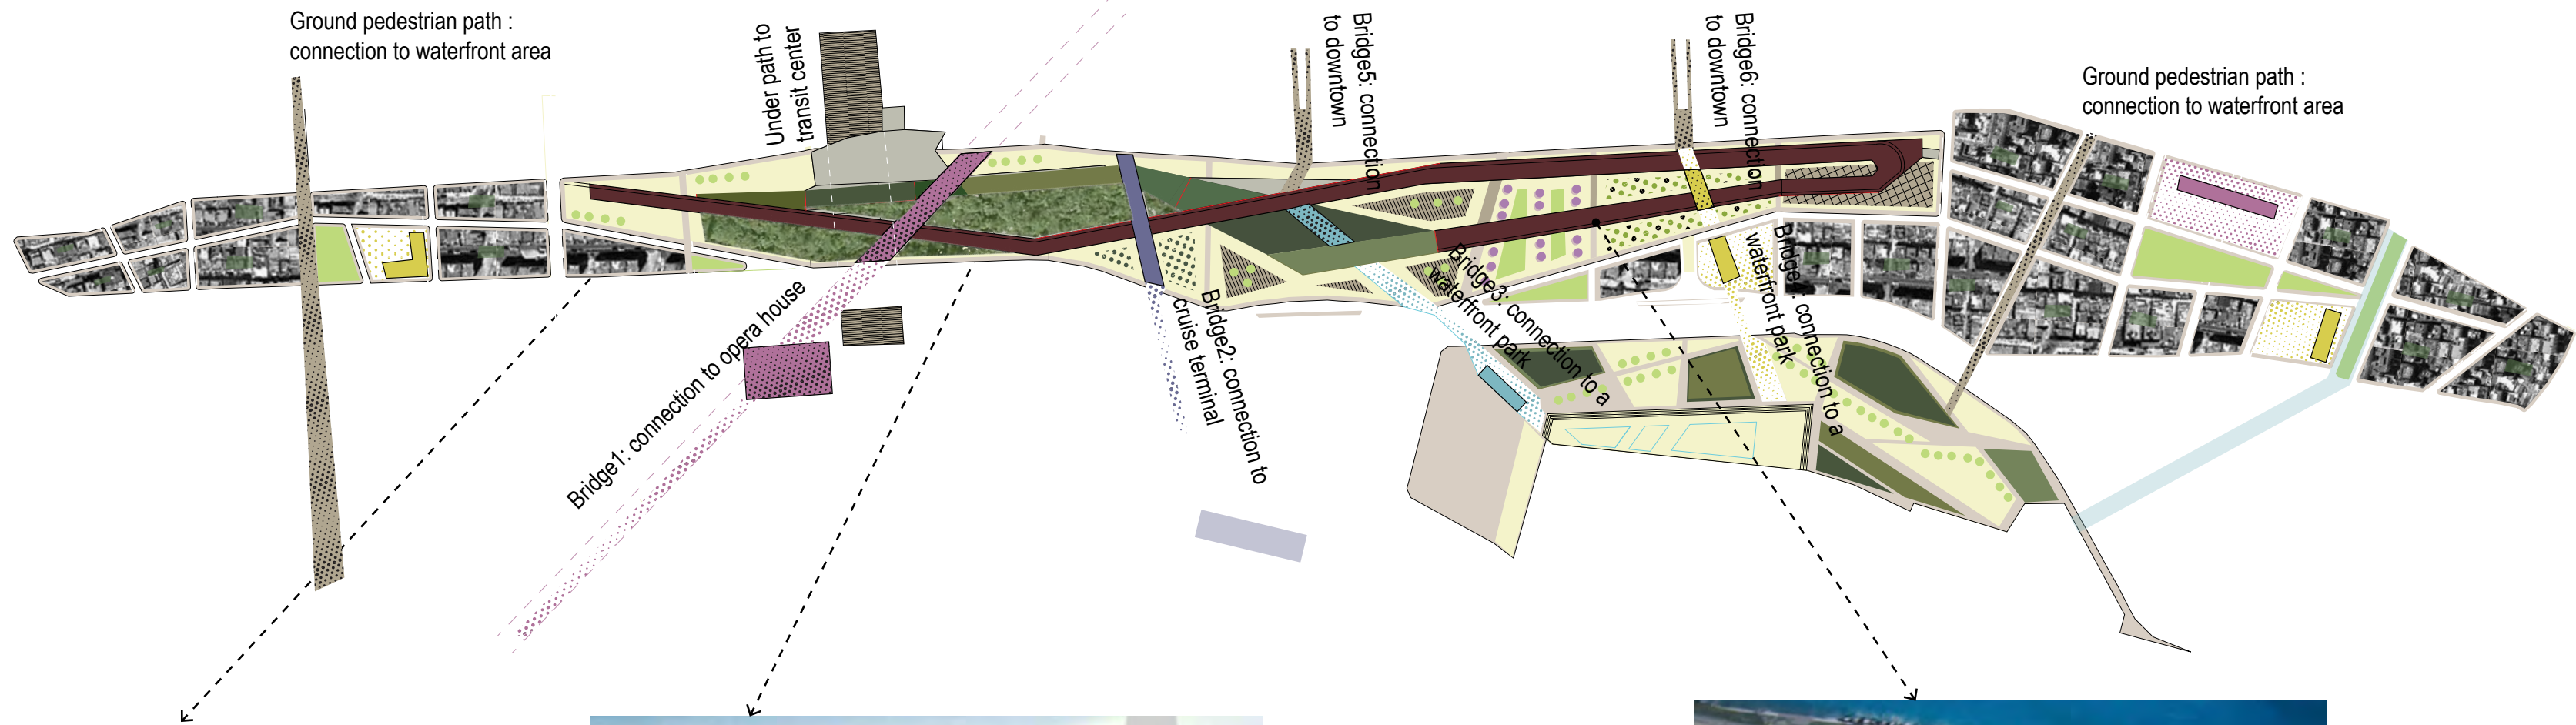 Ground pedestrian path :
connection to waterfront area
Under path to
transit center
Bridge5: connection
to downtown
Bridge6: connection
to downtown
Ground pedestrian path :
connection to waterfront area
Bridge1: connection to opera house
Bridge2: connection to
cruise terminal
Bridge3: connection to a
waterfront park
connection to a
waterfront park